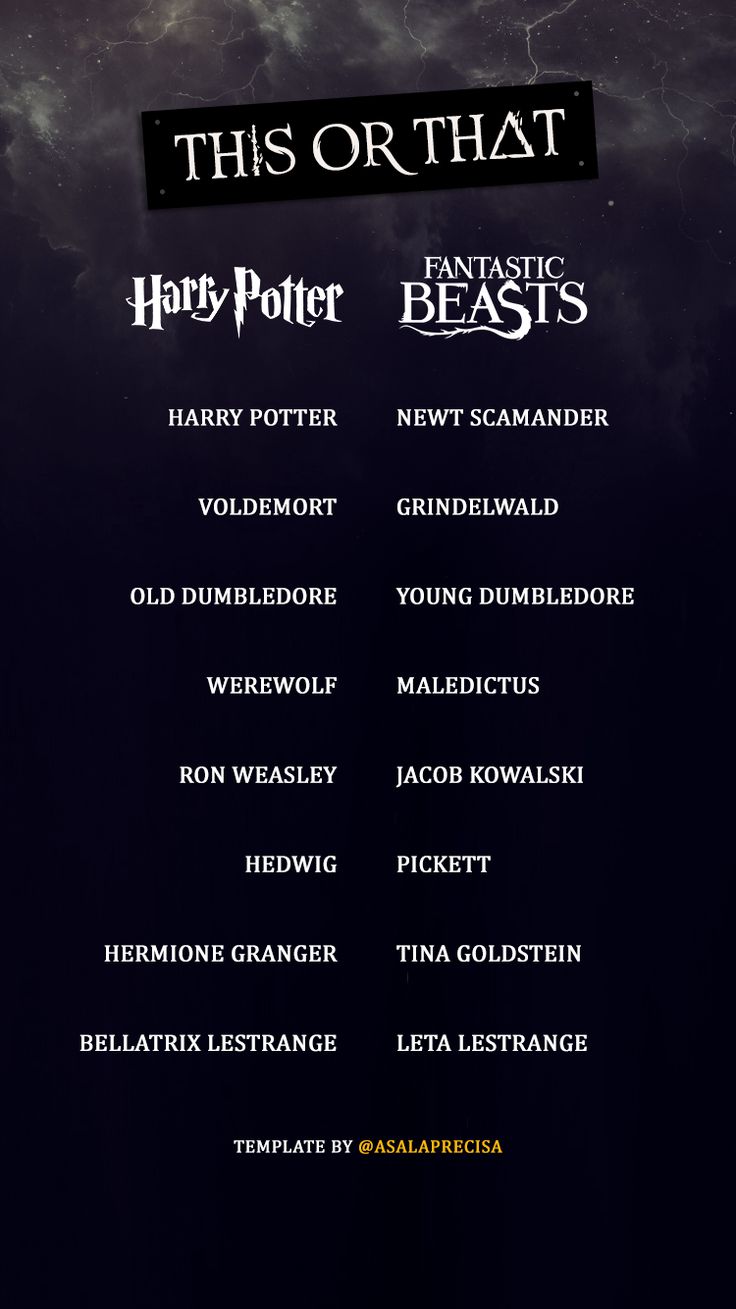 THIS OR THAT
Harry Potter FANTASTIC BEASTS
HARRY POTTER NEWT SCAMANDER
VOLDEMORT GRINDELWALD
OLD DUMBLEDORE YOUNG DUMBLEDORE
WEREWOLF MALEDICTUS
RON WEASLEY JACOB KOWALSKI
HEDWIG PICKETT
HERMIONE GRANGER TINA GOLDSTEIN
BELLATRIX LESTRANGE LETA LESTRANGE
TEMPLATE BY @ASALAPRECISA